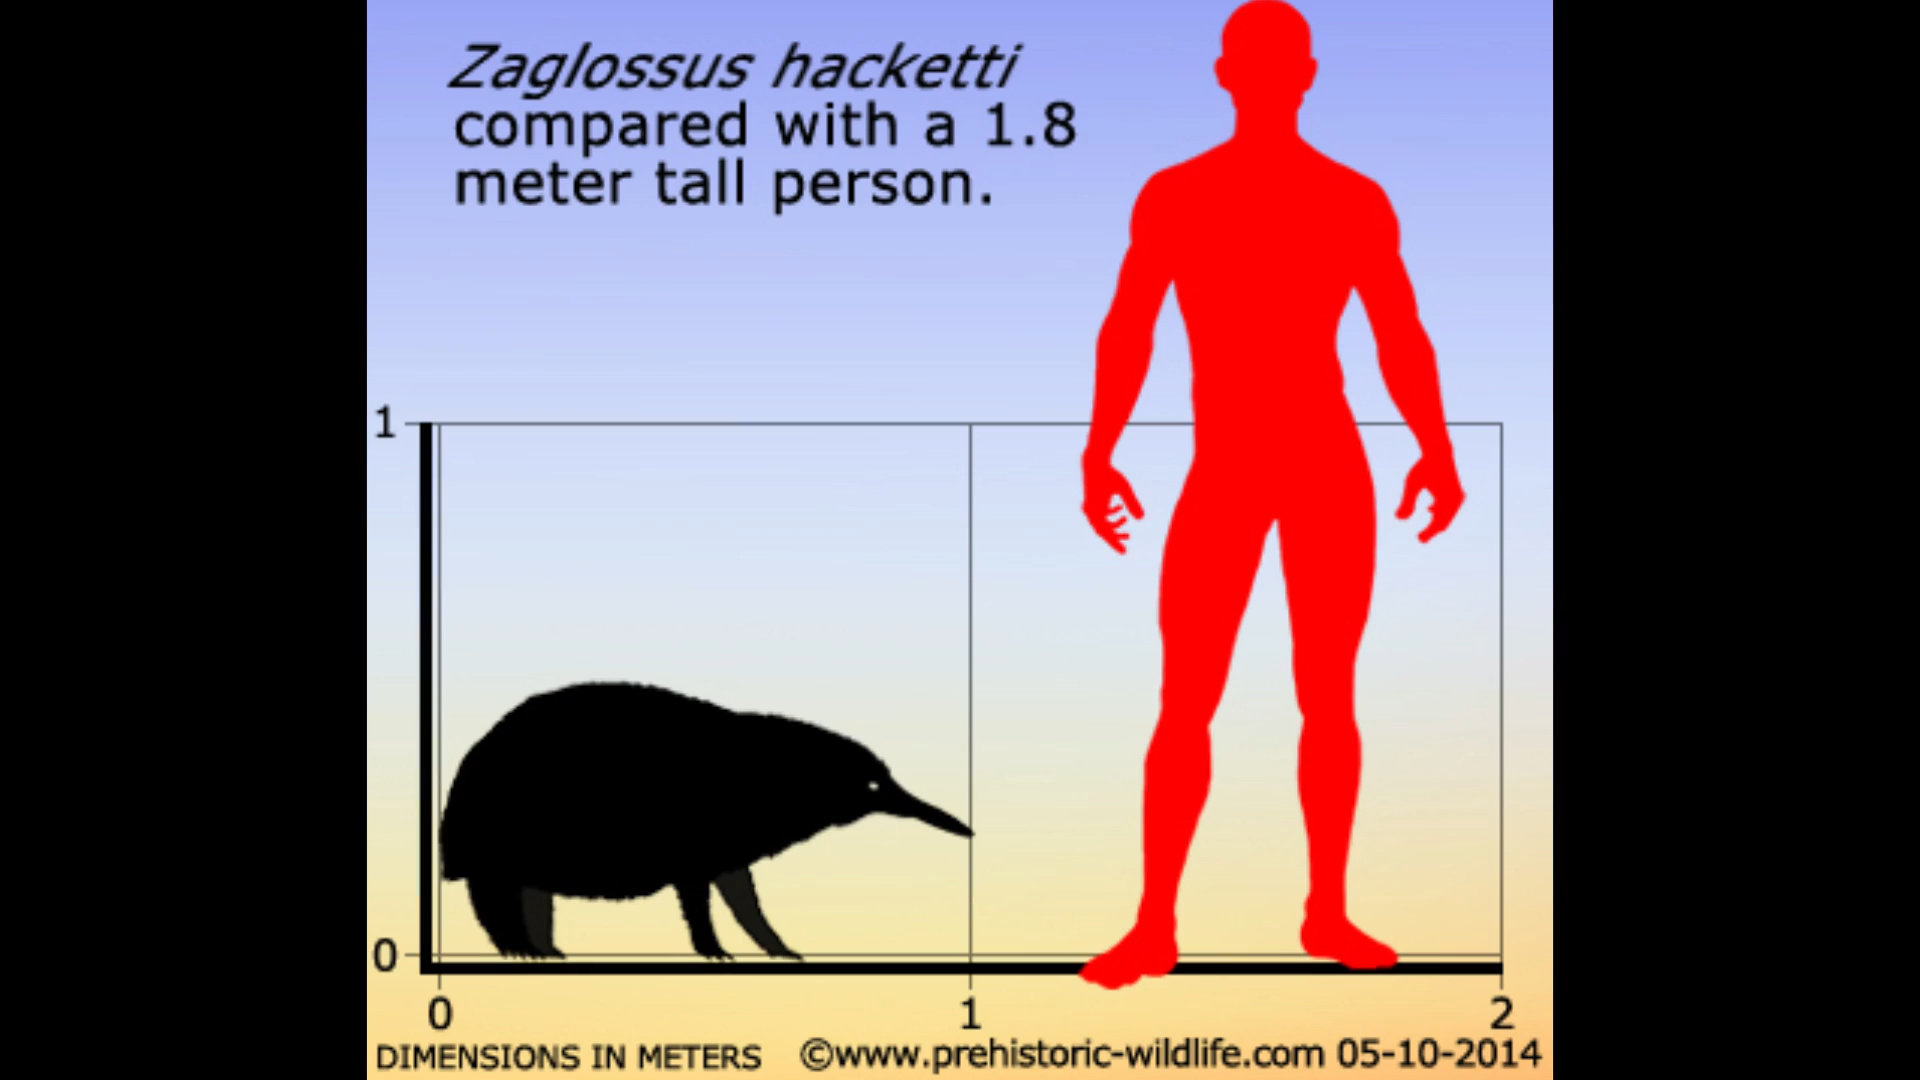 Zaglossus hacketti
compared with a 1.8
meter tall person.
1
0
0 1 2
DIMENSIONS IN METERS ©www.prehistoric-wildlife.com 05-10-2014